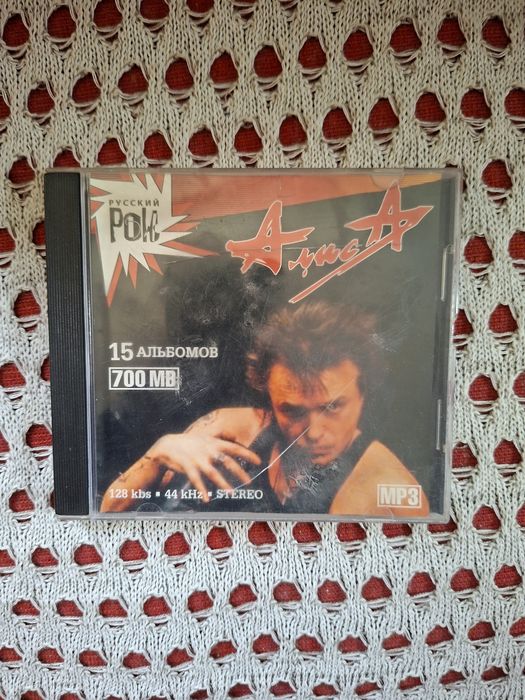 РУССКИЙ
РОК
АлисА
15 АЛЬБОМОВ
700 MB
128 kbs ▪ 44 kHz ▪ STEREO
MP3